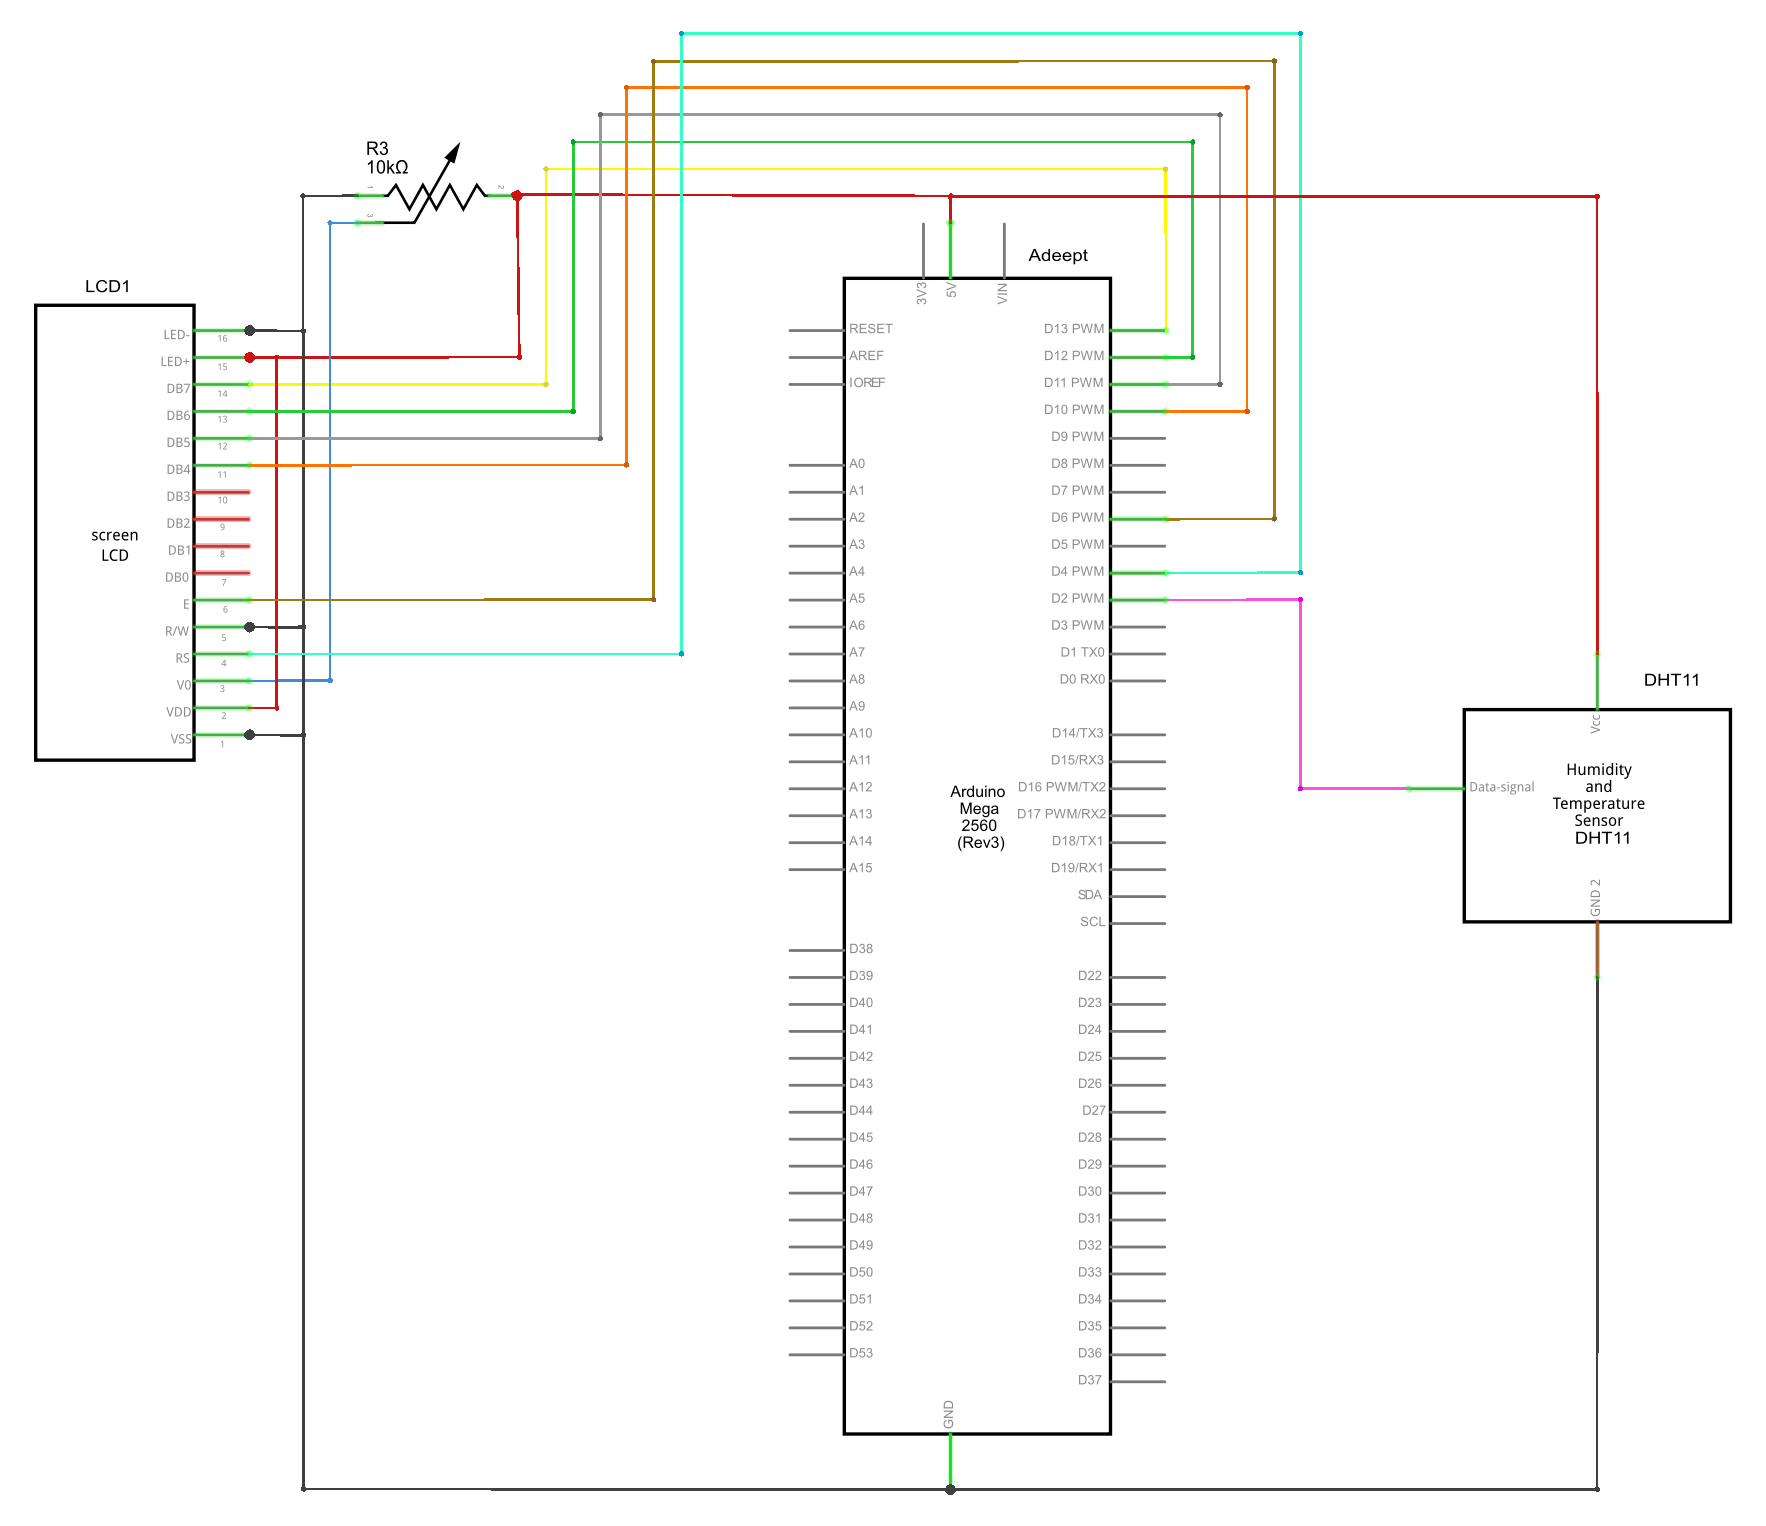 R3
10kΩ
1
2
3
LCD1
LED-
16
LED+
15
DB7
14
DB6
13
DB5
12
DB4
11
DB3
10
DB2
9
DB1
8
DB0
7
E
6
R/W
5
RS
4
V0
3
VDD
2
VSS
1
screen
LCD
Adeept
3V3
5V
VIN
RESET
AREF
IOREF
A0
A1
A2
A3
A4
A5
A6
A7
A8
A9
A10
A11
A12
A13
A14
A15
D38
D39
D40
D41
D42
D43
D44
D45
D46
D47
D48
D49
D50
D51
D52
D53
Arduino
Mega
2560
(Rev3)
D13 PWM
D12 PWM
D11 PWM
D10 PWM
D9 PWM
D8 PWM
D7 PWM
D6 PWM
D5 PWM
D4 PWM
D2 PWM
D3 PWM
D1 TX0
D0 RX0
D14/TX3
D15/RX3
D16 PWM/TX2
D17 PWM/RX2
D18/TX1
D19/RX1
SDA
SCL
D22
D23
D24
D25
D26
D27
D28
D29
D30
D31
D32
D33
D34
D35
D36
D37
GND
DHT11
Vcc
Data-signal
Humidity
and
Temperature
Sensor
DHT11
GND 2